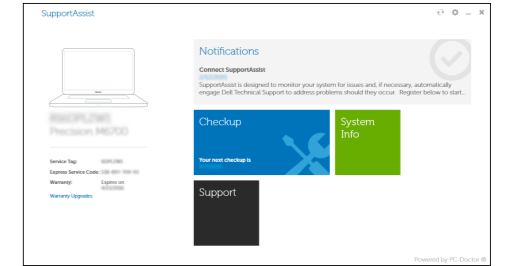 SupportAssist
Notifications
Connect SupportAssist
SupportAssist is designed to monitor your system for issues and, if necessary, automatically
engage Dell Technical Support to address problems should they occur. Register below to start...
Precision M6700
Checkup
Your next checkup is
System
Info
Service Tag:
Express Service Code:
Warranty: Expires on
Warranty Upgrades
Support
Powered by PC-Doctor ®